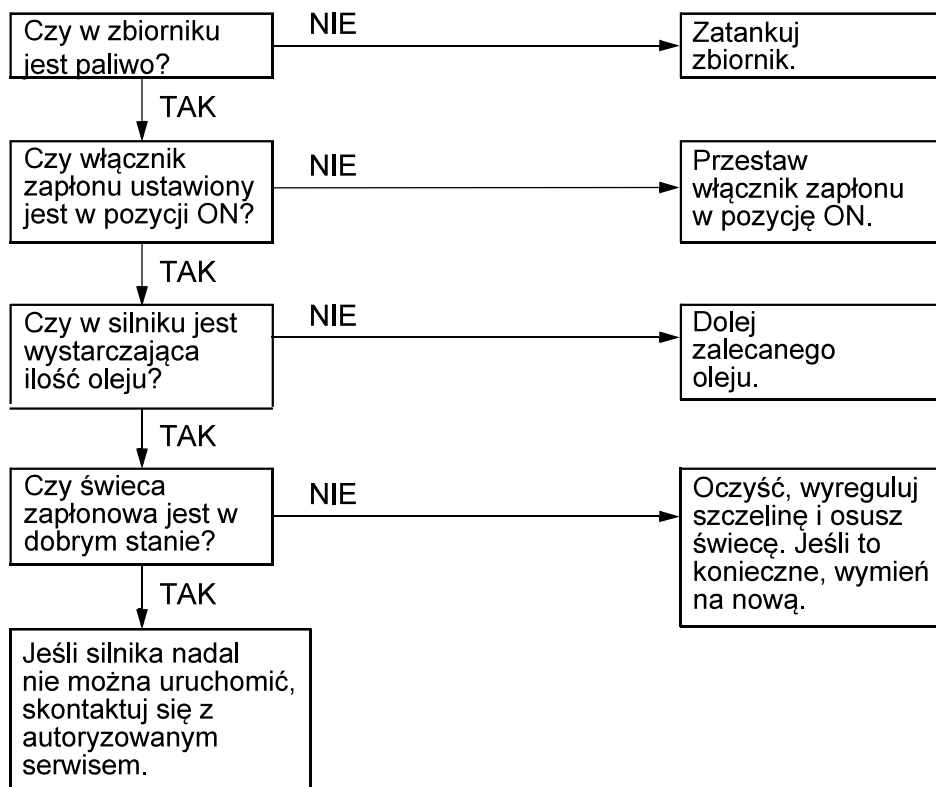 Czy w zbiorniku
jest paliwo?
NIE
Zatankuj
zbiornik.
TAK
Czy włącznik
zapłonu ustawiony
jest w pozycji ON?
NIE
Przestaw
włącznik zapłonu
w pozycję ON.
TAK
Czy w silniku jest
wystarczająca
ilość oleju?
NIE
Dolej
zalecanego
oleju.
TAK
Czy świeca
zapłonowa jest w
dobrym stanie?
NIE
Oczyść, wyreguluj
szczelinę i osusz
świecę. Jeśli to
konieczne, wymień
na nową.
TAK
Jeśli silnika nadal
nie można uruchomić,
skontaktuj się z
autoryzowanym
serwisem.